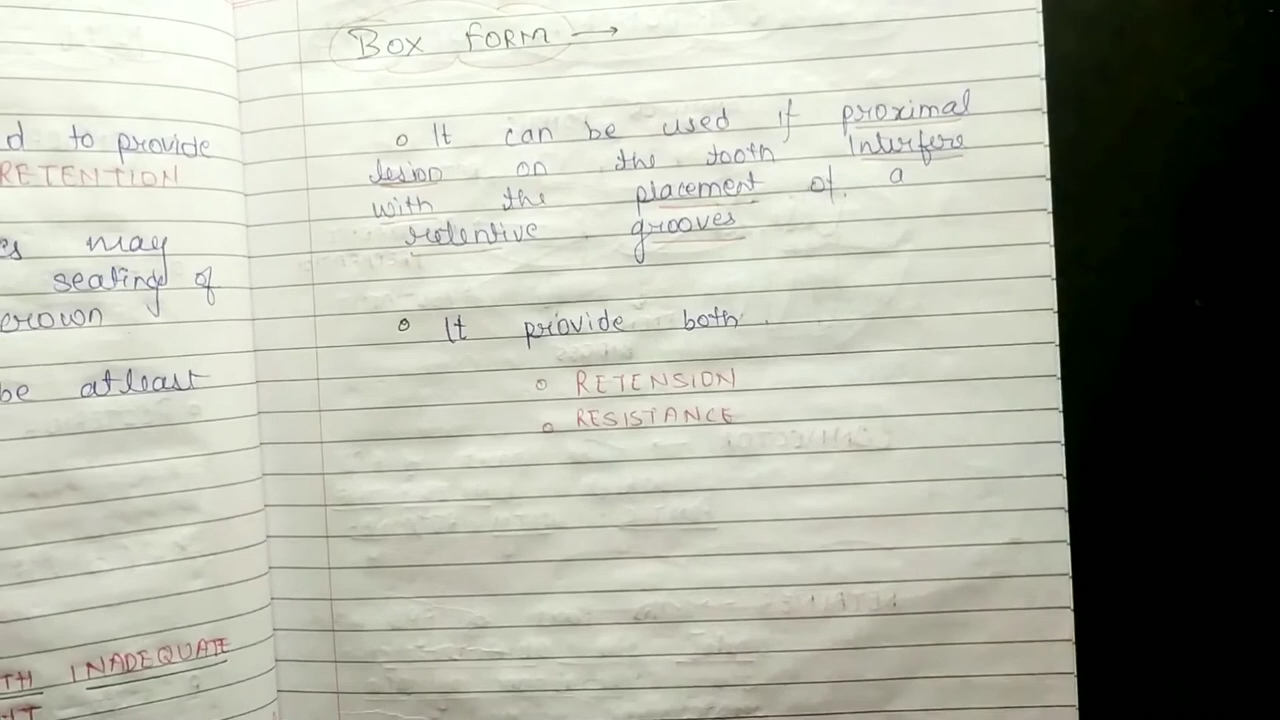 d to provide
RETENTION
es may
seating of
crown
be atleast
INADEQUATE
BOX FORM →
It can be used if proximal
lesion on the tooth Interfere
with the placement of a
retentive grooves
It provide both
RETENSION
RESISTANCE